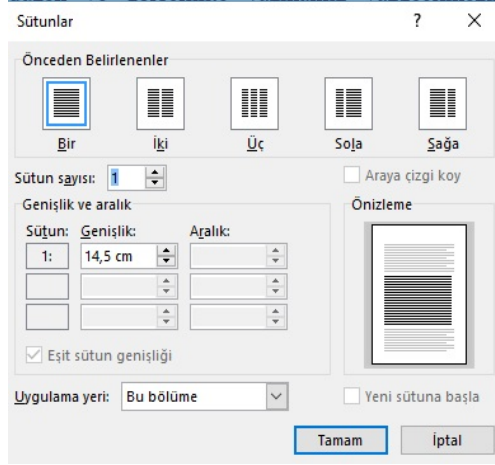 Sütunlar ? ×
Önceden Belirlenenler
Bir İki Üç Sola Sağa
Sütun sayısı: 1
Araya çizgi koy
Genişlik ve aralık
Önizleme
Sütun: Genişlik: Aralık:
1: 14,5 cm
Eşit sütun genişliği
Uygulama yeri: Bu bölüme
Yeni sütuna başla
Tamam İptal